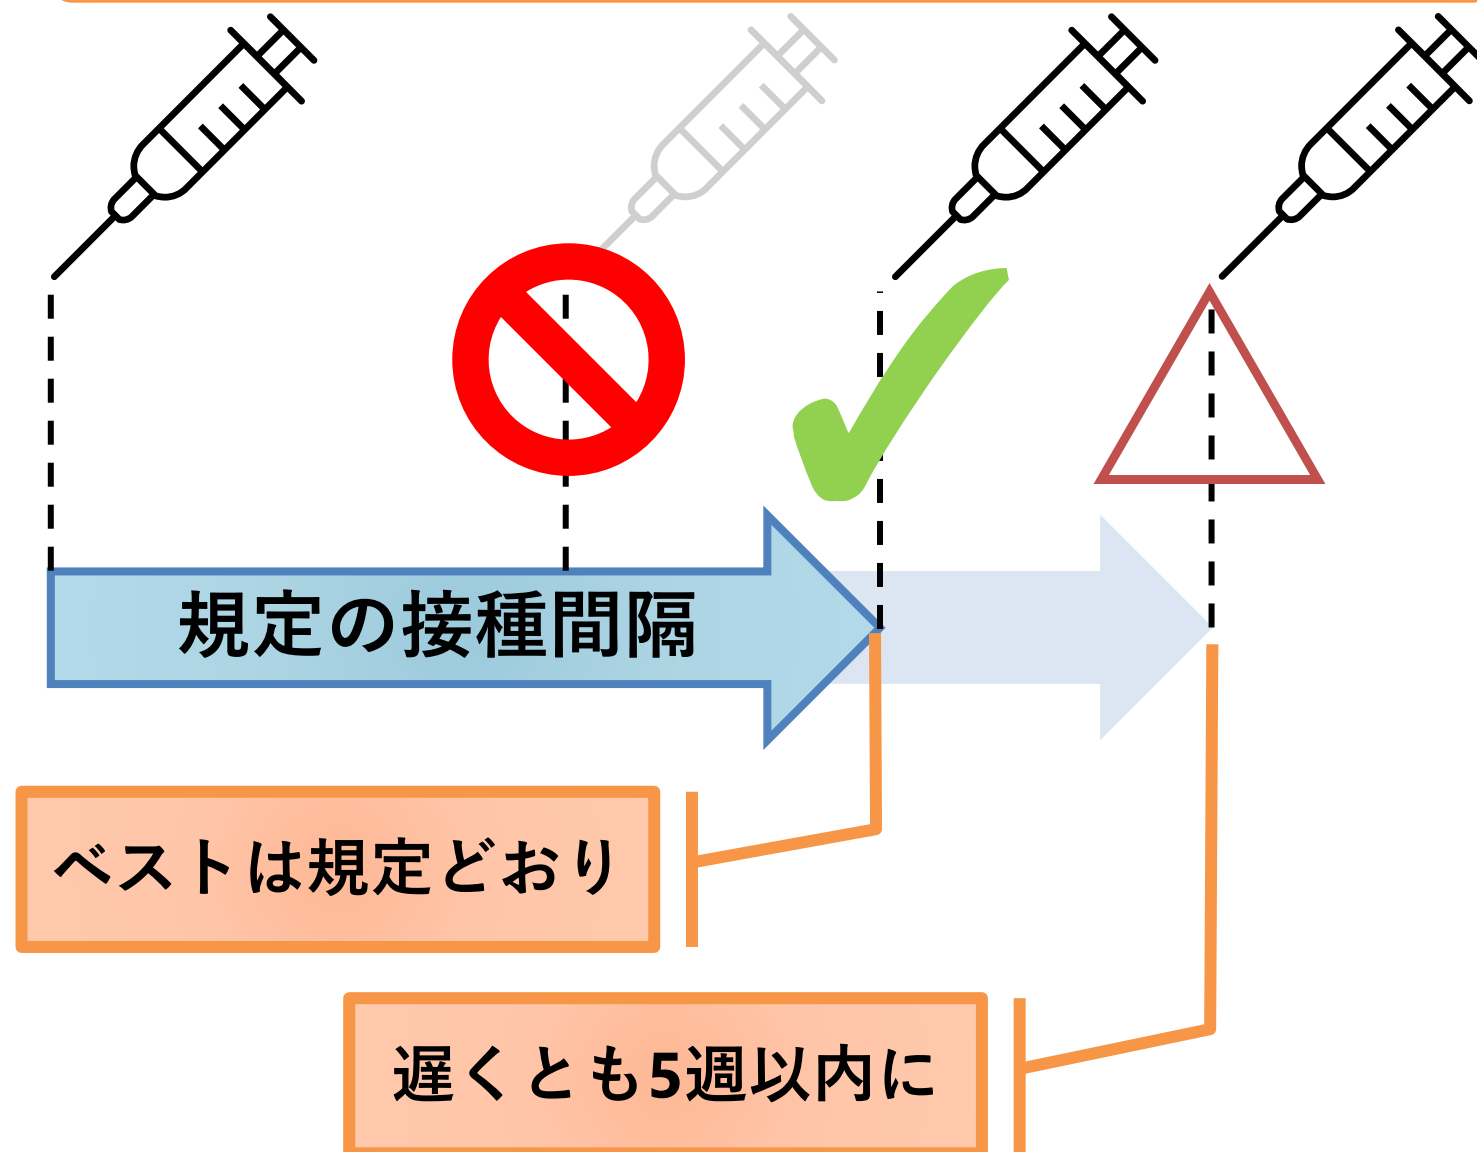 規定の接種間隔
ベストは規定どおり
遅くとも5週以内に